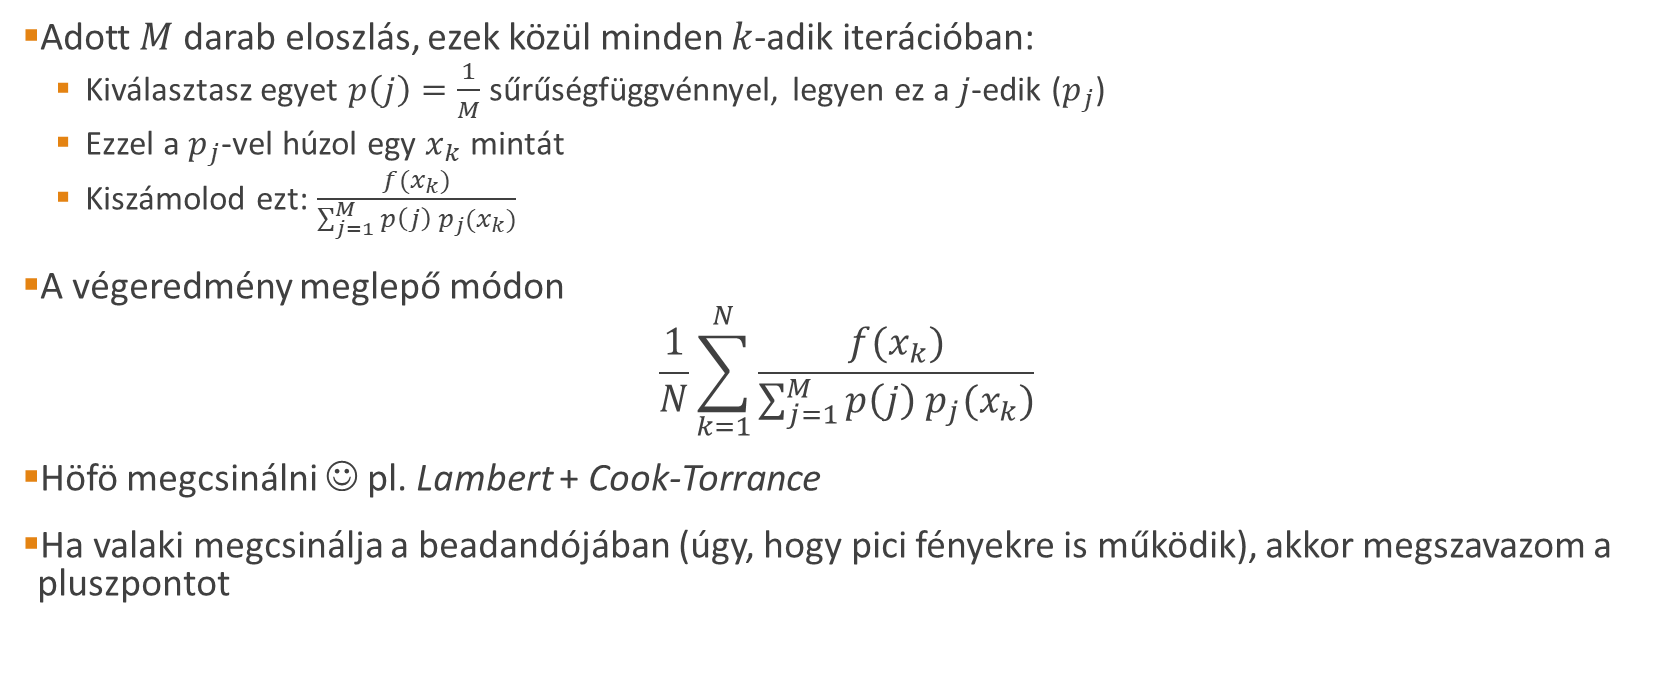 ▪Adott 𝑀 darab eloszlás, ezek közül minden 𝑘-adik iterációban:
▪ Kiválasztasz egyet 𝑝(𝑗) = 1/𝑀 sűrűségfüggvénnyel, legyen ez a 𝑗-edik (𝑝_𝑗)
▪ Ezzel a 𝑝_𝑗-vel húzol egy 𝑥_𝑘 mintát
▪ Kiszámolod ezt: 𝑓(𝑥_𝑘) / ∑_{𝑗=1}^{𝑀} 𝑝(𝑗) 𝑝_𝑗(𝑥_𝑘)
▪A végeredmény meglepő módon
1/𝑁 ∑_{𝑘=1}^{𝑁} 𝑓(𝑥_𝑘) / ∑_{𝑗=1}^{𝑀} 𝑝(𝑗) 𝑝_𝑗(𝑥_𝑘)
▪Höfö megcsinálni ☺ pl. Lambert + Cook-Torrance
▪Ha valaki megcsinálja a beadandójában (úgy, hogy pici fényekre is működik), akkor megszavazom a
pluszpontot